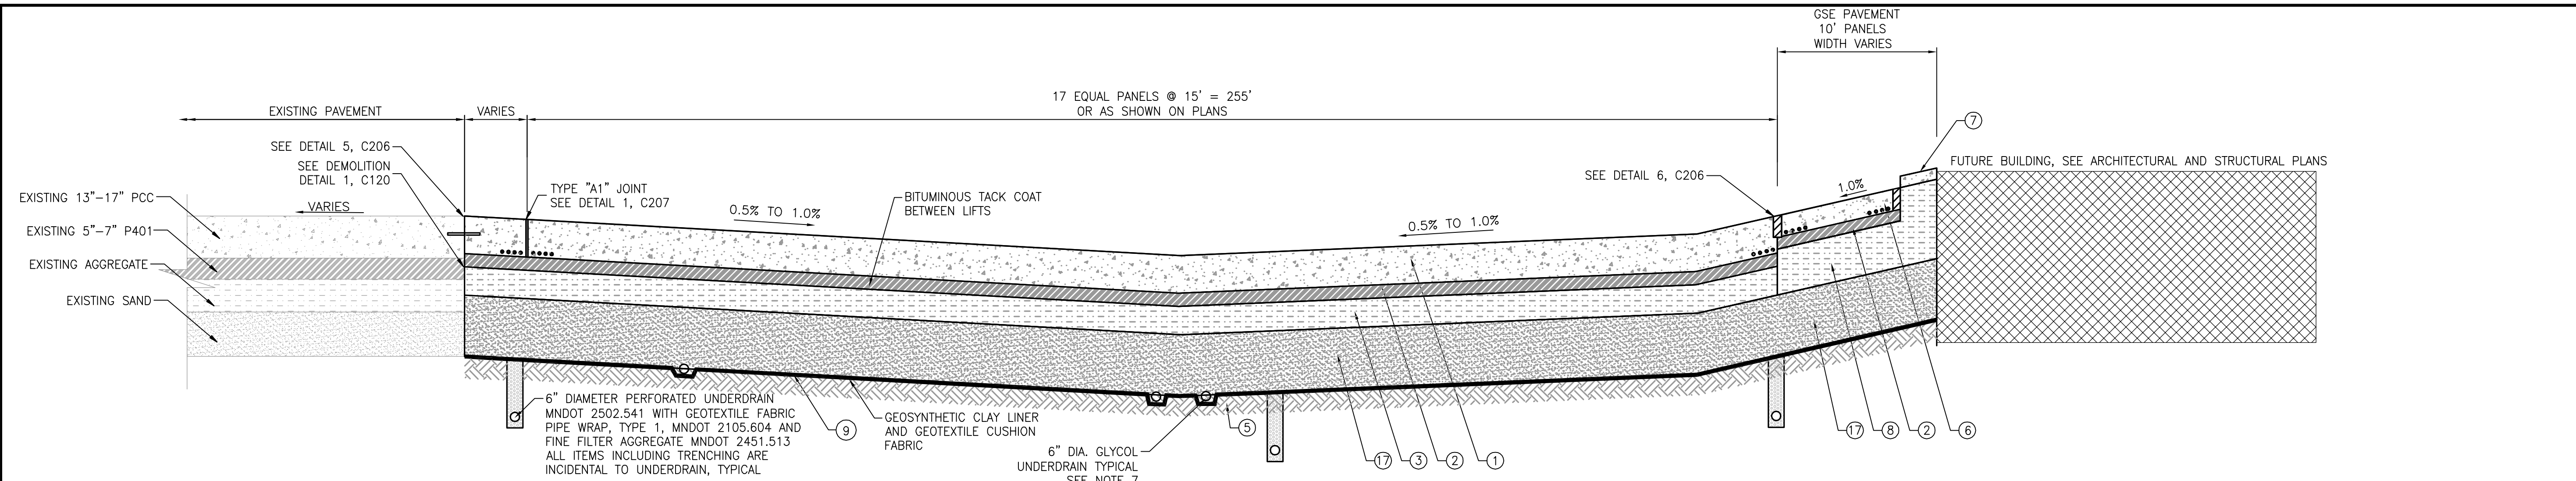 GSE PAVEMENT
10' PANELS
WIDTH VARIES
17 EQUAL PANELS @ 15' = 255'
OR AS SHOWN ON PLANS
EXISTING PAVEMENT
VARIES
7
SEE DETAIL 5, C206
SEE DEMOLITION
DETAIL 1, C120
FUTURE BUILDING, SEE ARCHITECTURAL AND STRUCTURAL PLANS
SEE DETAIL 6, C206
1.0%
TYPE "A1" JOINT
SEE DETAIL 1, C207
BITUMINOUS TACK COAT
BETWEEN LIFTS
EXISTING 13"-17" PCC
VARIES
0.5% TO 1.0%
0.5% TO 1.0%
EXISTING 5"-7" P401
EXISTING AGGREGATE
EXISTING SAND
6" DIAMETER PERFORATED UNDERDRAIN
MNDOT 2502.541 WITH GEOTEXTILE FABRIC
PIPE WRAP, TYPE 1, MNDOT 2105.604 AND
FINE FILTER AGGREGATE MNDOT 2451.513
ALL ITEMS INCLUDING TRENCHING ARE
INCIDENTAL TO UNDERDRAIN, TYPICAL
9
GEOSYNTHETIC CLAY LINER
AND GEOTEXTILE CUSHION
FABRIC
6" DIA. GLYCOL
UNDERDRAIN TYPICAL
SEE NOTE 7
5
17
3
2
1
17
8
2
6